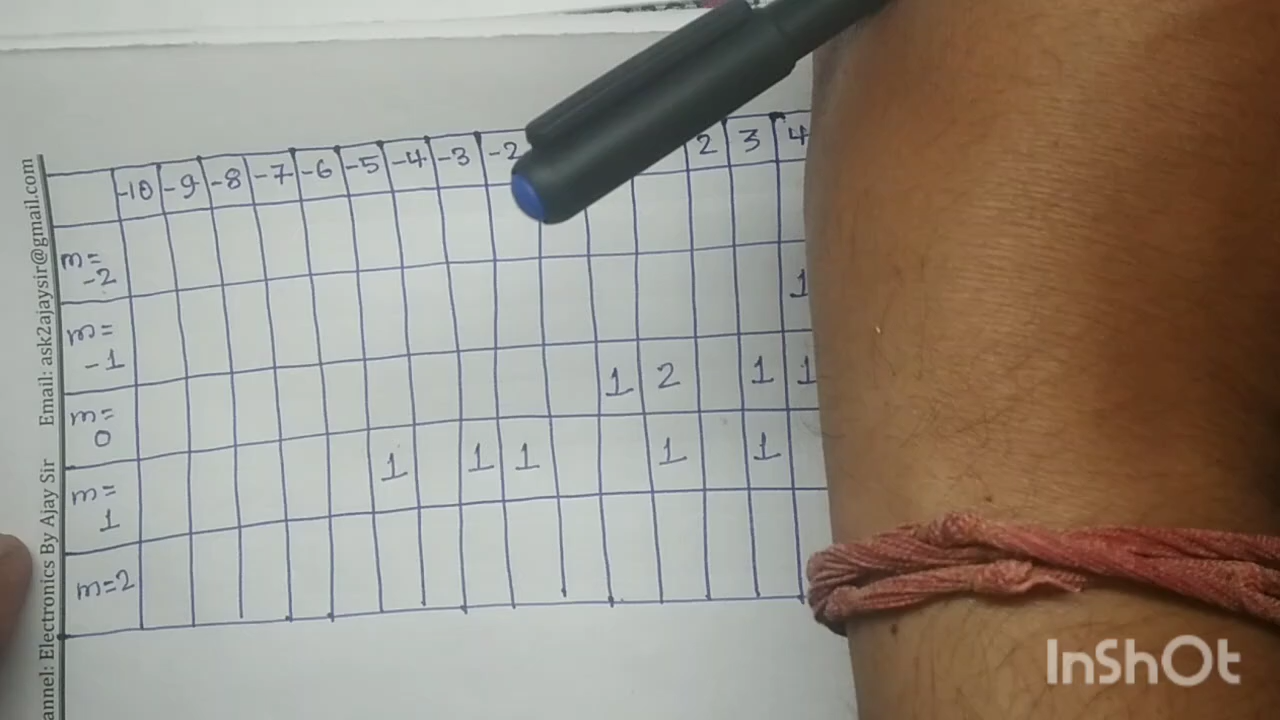 -10 -9 -8 -7 -6 -5 -4 -3 -2 2 3 4
m=
-2
1
m=
-1
1 2 1 1
m=
0
1 1 1 1 1
m=
1
m=2
annel: Electronics By Ajay Sir Email: ask2ajaysir@gmail.com
InShOt